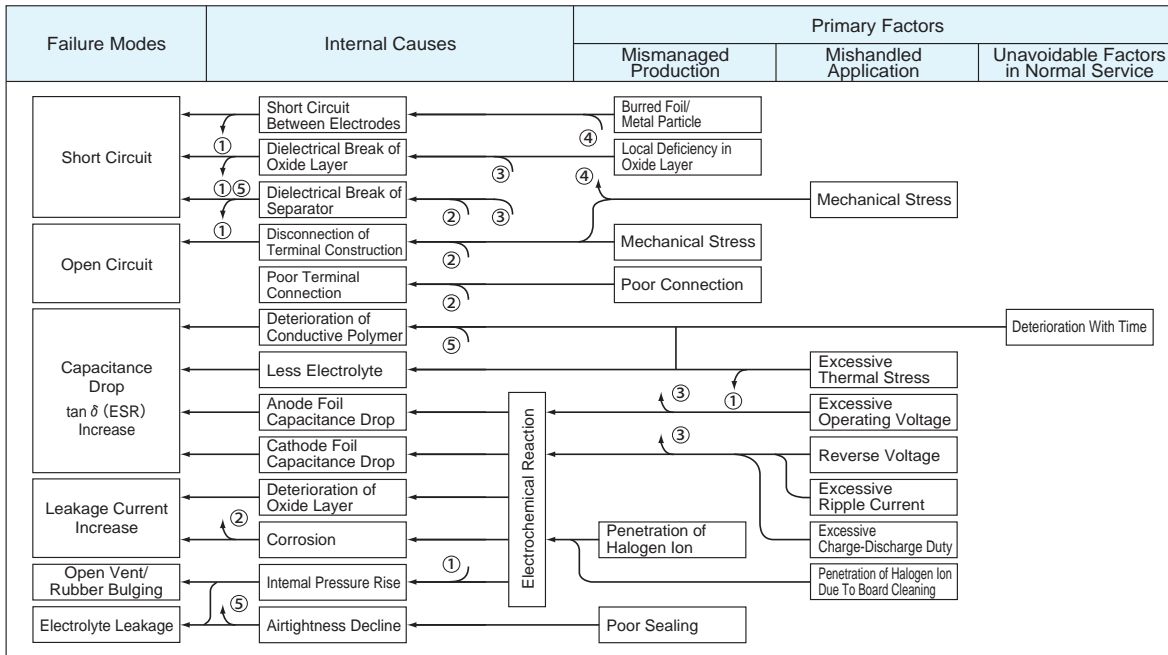 Failure Modes
Internal Causes
Primary Factors
Mismanaged
Production
Mishandled
Application
Unavoidable Factors
in Normal Service
Short Circuit
Open Circuit
Capacitance
Drop
tan δ (ESR)
Increase
Leakage Current
Increase
Open Vent/
Rubber Bulging
Electrolyte Leakage
Short Circuit
Between Electrodes
①
Dielectrical Break of
Oxide Layer
①⑤
Dielectrical Break of
Separator
①
Disconnection of
Terminal Construction
Poor Terminal
Connection
Deterioration of
Conductive Polymer
Less Electrolyte
Anode Foil
Capacitance Drop
Cathode Foil
Capacitance Drop
Deterioration of
Oxide Layer
②
Corrosion
Internal Pressure Rise
⑤
Airtightness Decline
④
③
② ③
②
②
⑤
①
Electrochemical Reaction
Burred Foil/
Metal Particle
Local Deficiency in
Oxide Layer
④
Mechanical Stress
Poor Connection
①
③
③
Penetration of
Halogen Ion
Poor Sealing
Mechanical Stress
Excessive
Thermal Stress
Excessive
Operating Voltage
Reverse Voltage
Excessive
Ripple Current
Excessive
Charge-Discharge Duty
Penetration of Halogen Ion
Due To Board Cleaning
Deterioration With Time